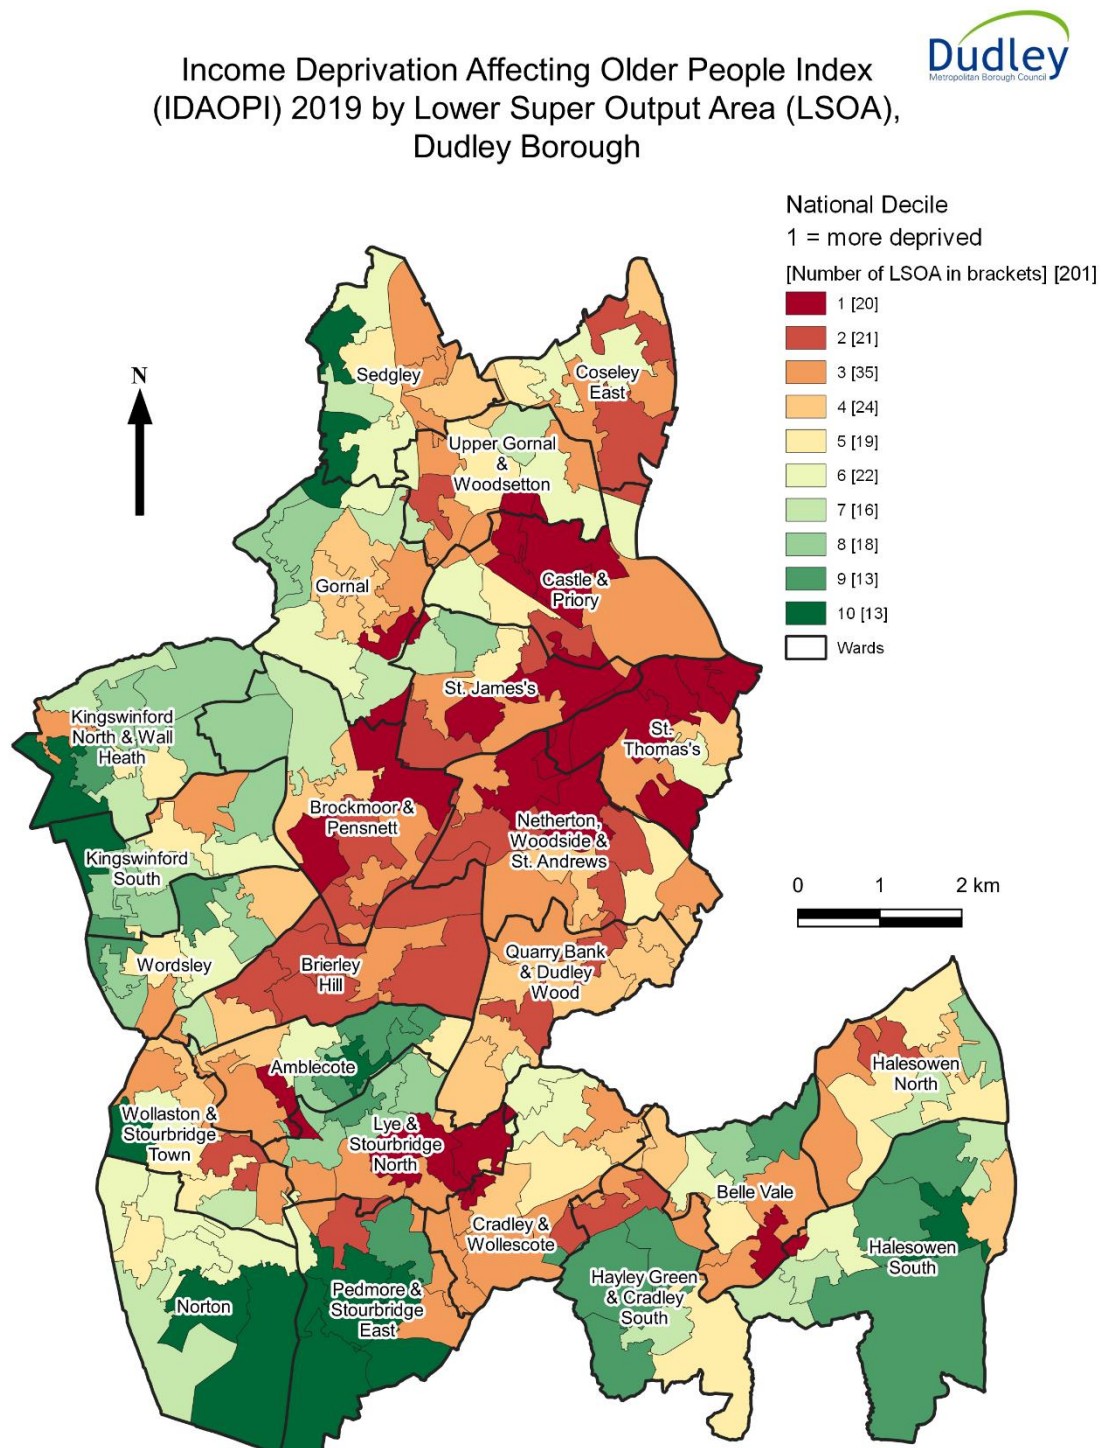 Dudley
Metropolitan Borough Council
Income Deprivation Affecting Older People Index
(IDAOPI) 2019 by Lower Super Output Area (LSOA),
Dudley Borough
National Decile
1 = more deprived
[Number of LSOA in brackets] [201]
1 [20]
2 [21]
3 [35]
4 [24]
5 [19]
6 [22]
7 [16]
8 [18]
9 [13]
10 [13]
Wards
N
Sedgley
Coseley
East
Upper Gornal
&
Woodsetton
Gornal
Castle &
Priory
St. James's
Kingswinford
North & Wall
Heath
St.
Thomas's
Brockmoor &
Pensnett
Netherton,
Woodside &
St. Andrews
Kingswinford
South
0 1 2 km
Wordsley
Brierley
Hill
Quarry Bank
& Dudley
Wood
Amblecote
Halesowen
North
Wollaston &
Stourbridge
Town
Lye &
Stourbridge
North
Belle Vale
Cradley &
Wollescote
Halesowen
South
Hayley Green
& Cradley
South
Norton
Pedmore &
Stourbridge
East